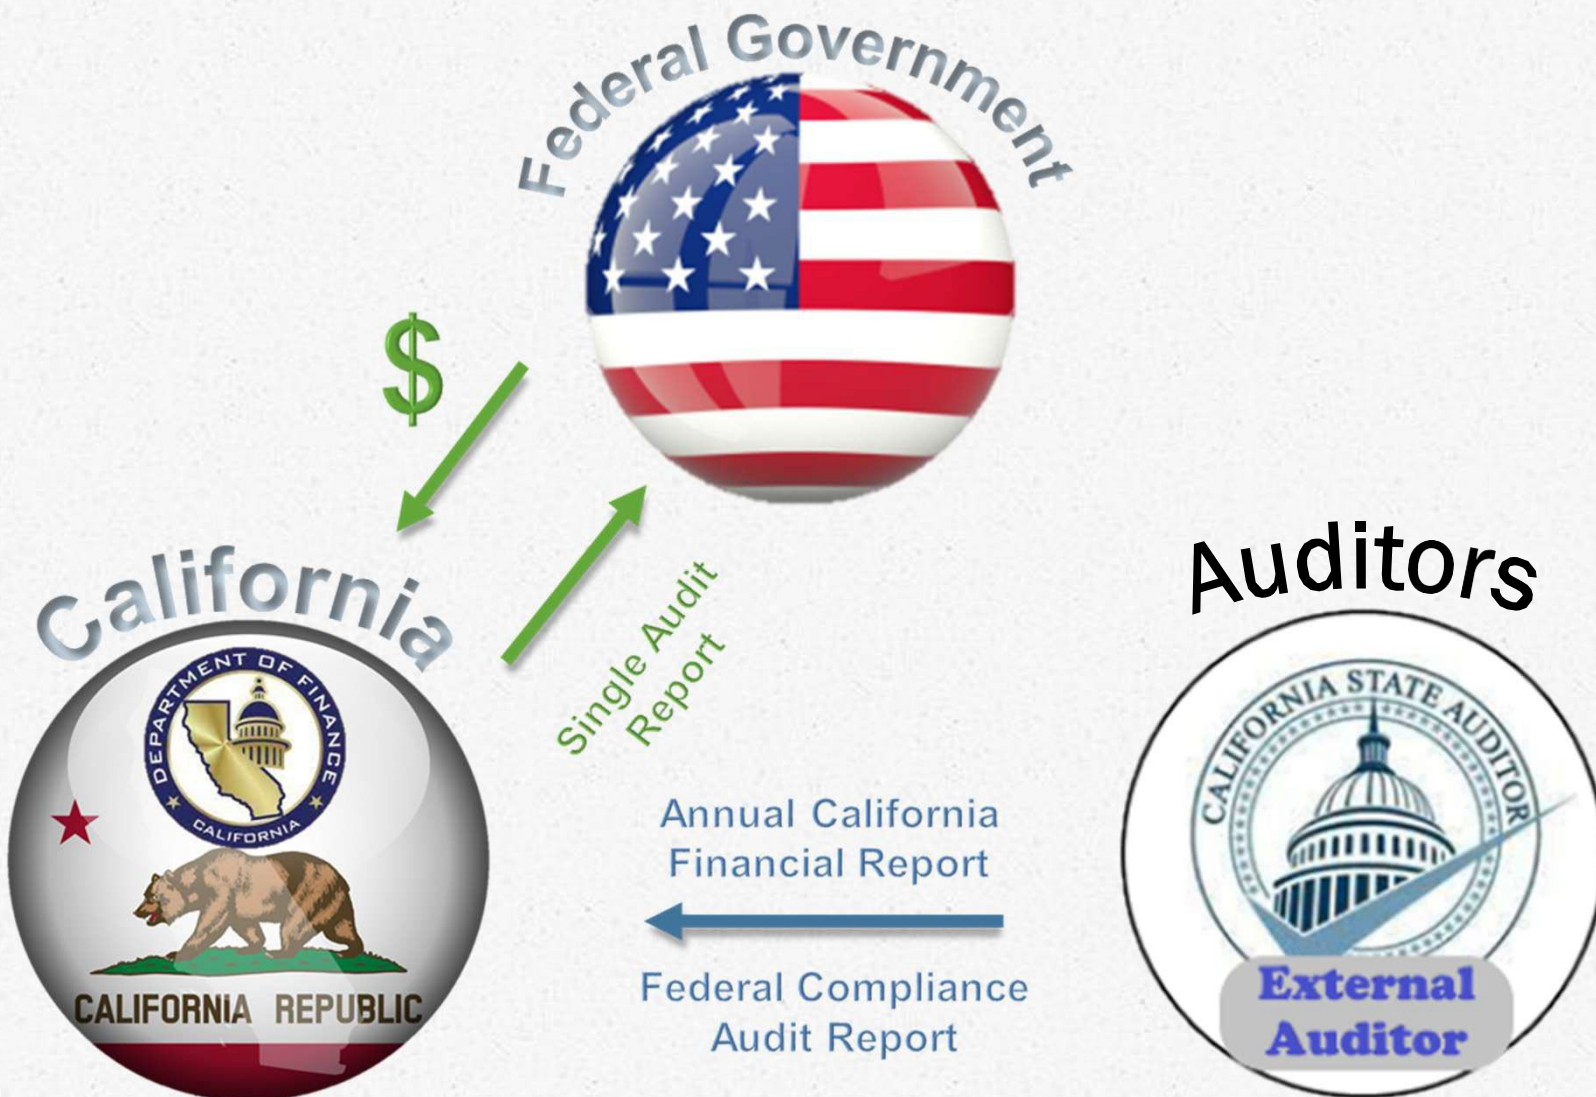 Federal Government
$
California
DEPARTMENT OF FINANCE
CALIFORNIA
CALIFORNIA REPUBLIC
Single Audit
Report
Annual California
Financial Report
Federal Compliance
Audit Report
Auditors
CALIFORNIA STATE AUDITOR
External
Auditor